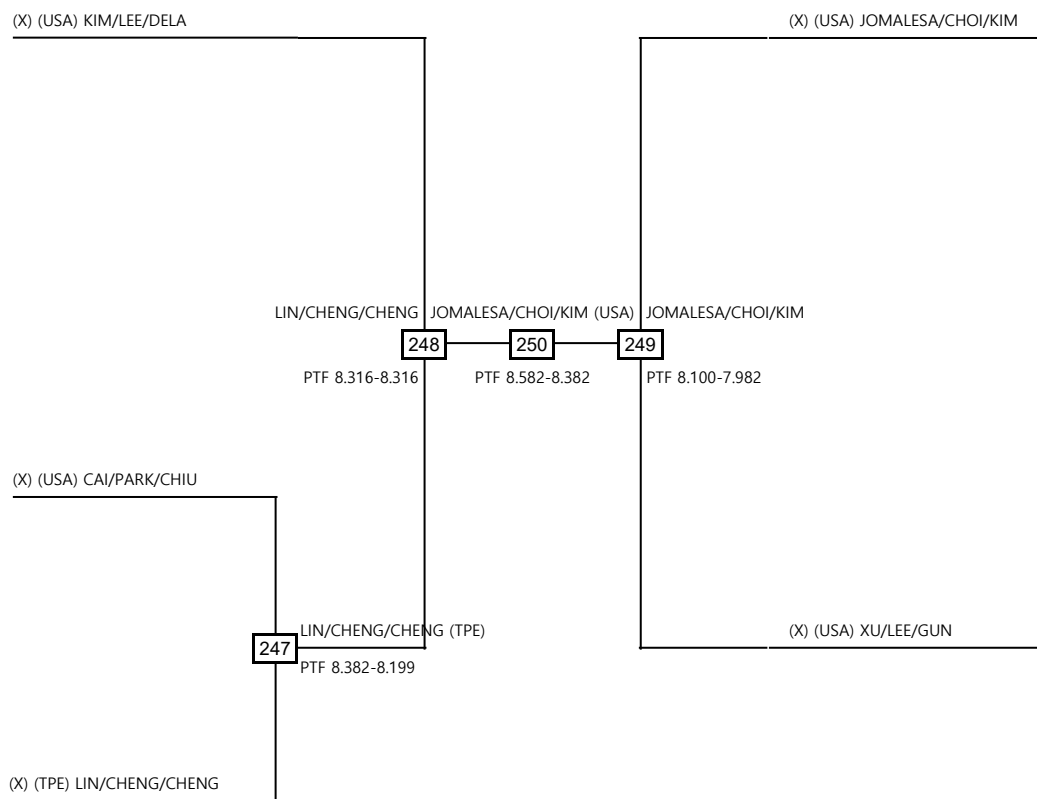 (X) (USA) KIM/LEE/DELA
(X) (USA) JOMALESA/CHOI/KIM
LIN/CHENG/CHENG
JOMALESA/CHOI/KIM (USA)
JOMALESA/CHOI/KIM
248
250
249
PTF 8.316-8.316
PTF 8.582-8.382
PTF 8.100-7.982
(X) (USA) CAI/PARK/CHIU
LIN/CHENG/CHENG (TPE)
(X) (USA) XU/LEE/GUN
247
PTF 8.382-8.199
(X) (TPE) LIN/CHENG/CHENG